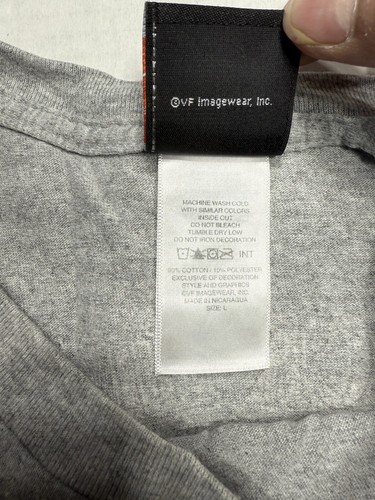 ©VF Imagewear, Inc.
MACHINE WASH COLD
WITH SIMILAR COLORS
INSIDE OUT
DO NOT BLEACH
TUMBLE DRY LOW
DO NOT IRON DECORATION
INT
90% COTTON / 10% POLYESTER
EXCLUSIVE OF DECORATION
STYLE AND GRAPHICS
©VF IMAGEWEAR, INC.
MADE IN NICARAGUA
SIZE: L